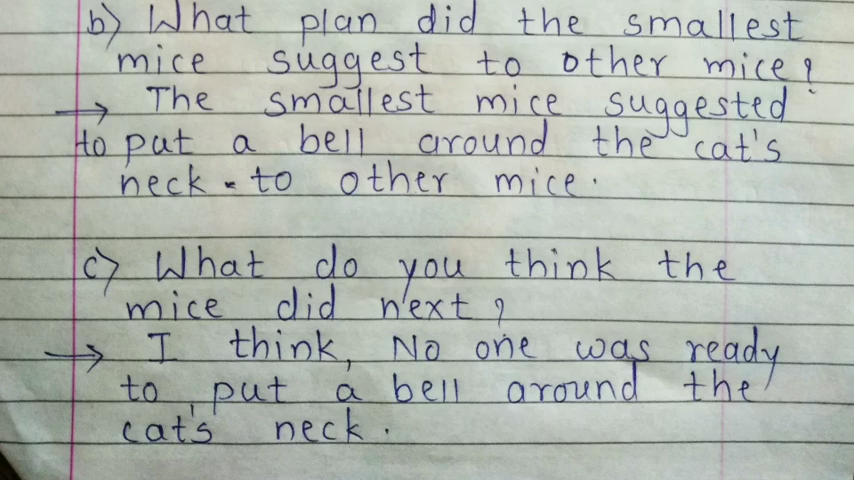 b) What plan did the smallest
mice suggest to other mice?
→ The smallest mice suggested
to put a bell around the cat's
neck - to other mice.
c) What do you think the
mice did next?
→ I think, No one was ready
to put a bell around the
cat's neck.